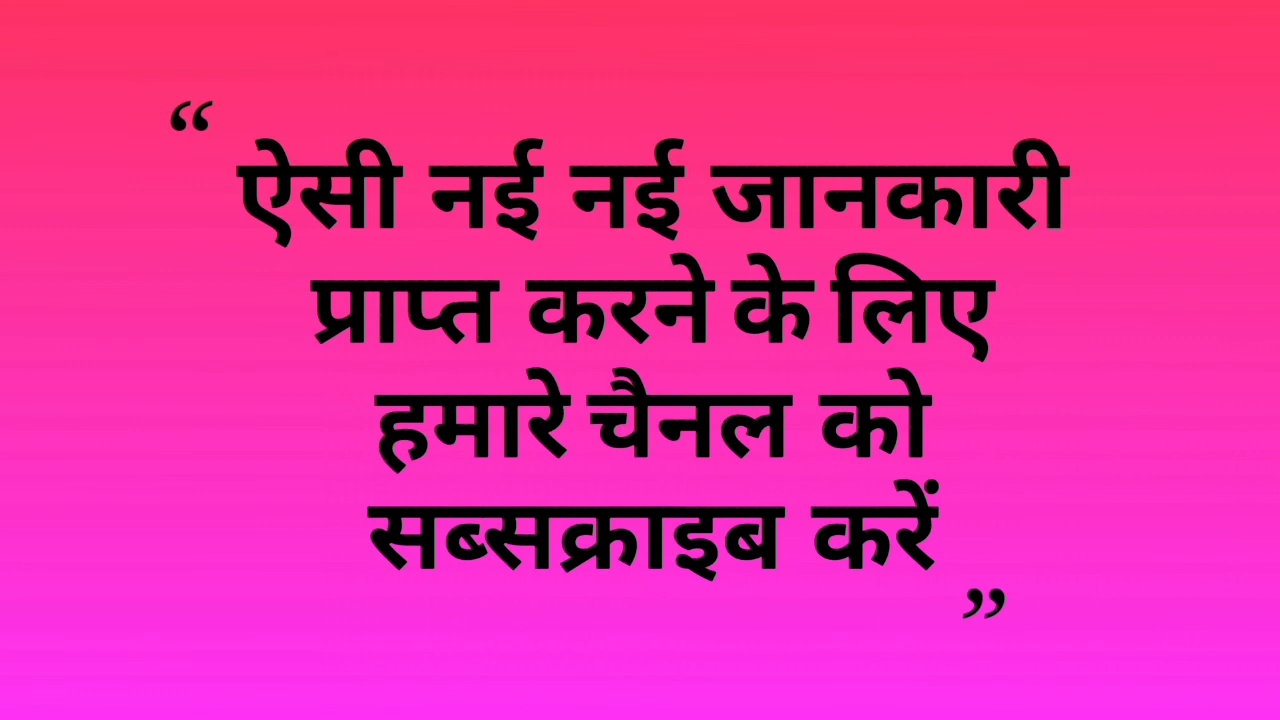 “ ऐसी नई नई जानकारी
प्राप्त करने के लिए
हमारे चैनल को
सब्सक्राइब करें ”